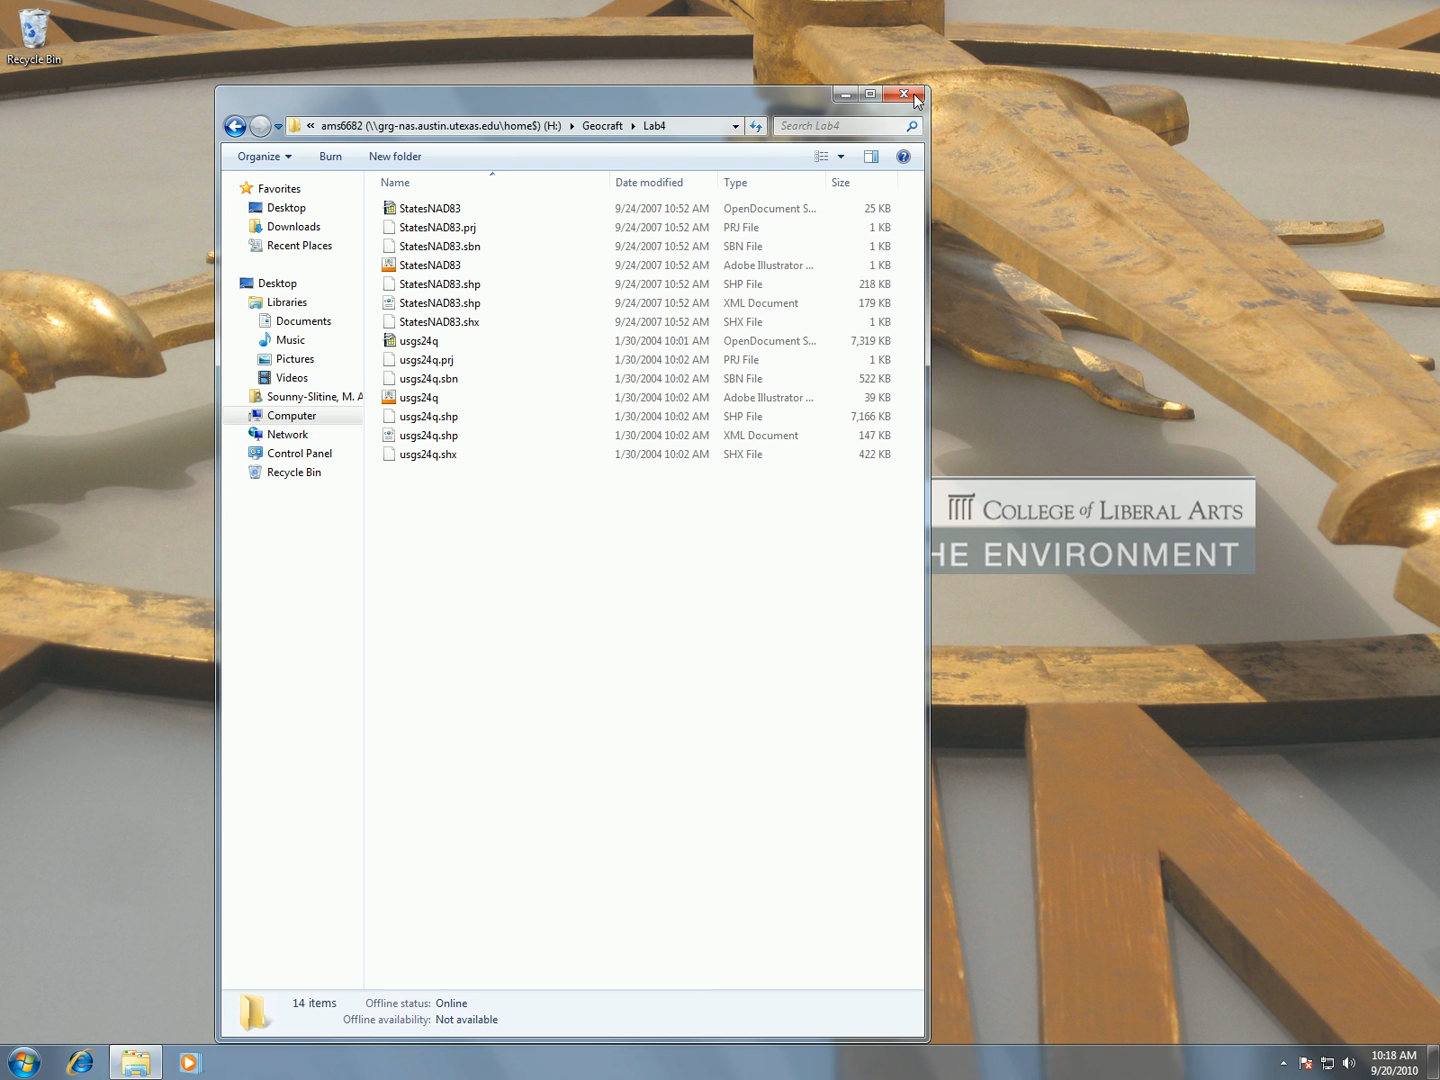 Recycle Bin
« ams6682 (\\grg-nas.austin.utexas.edu\home$) (H:) Geocraft Lab4
Search Lab4
Organize Burn New folder
Name Date modified Type Size
Favorites
Desktop
Downloads
Recent Places
Desktop
Libraries
Documents
Music
Pictures
Videos
Sounny-Slitine, M. A
Computer
Network
Control Panel
Recycle Bin
StatesNAD83 9/24/2007 10:52 AM OpenDocument S... 25 KB
StatesNAD83.prj 9/24/2007 10:52 AM PRJ File 1 KB
StatesNAD83.sbn 9/24/2007 10:52 AM SBN File 1 KB
StatesNAD83 9/24/2007 10:52 AM Adobe Illustrator ... 1 KB
StatesNAD83.shp 9/24/2007 10:52 AM SHP File 218 KB
StatesNAD83.shp 9/24/2007 10:52 AM XML Document 179 KB
StatesNAD83.shx 9/24/2007 10:52 AM SHX File 1 KB
usgs24q 1/30/2004 10:01 AM OpenDocument S... 7,319 KB
usgs24q.prj 1/30/2004 10:02 AM PRJ File 1 KB
usgs24q.sbn 1/30/2004 10:02 AM SBN File 522 KB
usgs24q 1/30/2004 10:02 AM Adobe Illustrator ... 39 KB
usgs24q.shp 1/30/2004 10:02 AM SHP File 7,166 KB
usgs24q.shp 1/30/2004 10:02 AM XML Document 147 KB
usgs24q.shx 1/30/2004 10:02 AM SHX File 422 KB
COLLEGE of LIBERAL ARTS
HE ENVIRONMENT
14 items Offline status: Online
Offline availability: Not available
10:18 AM
9/20/2010